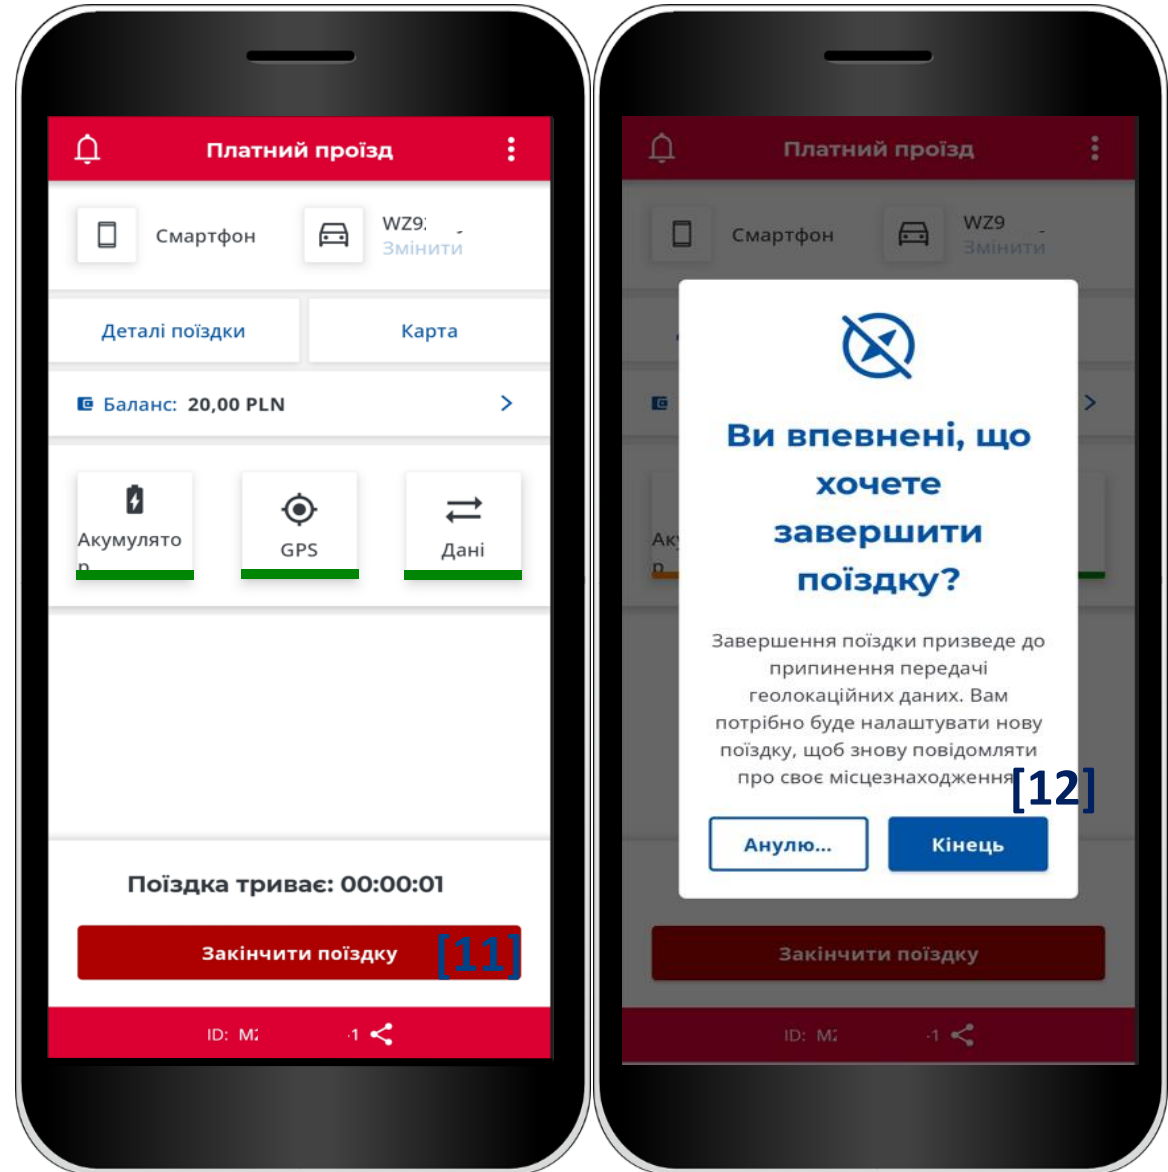 Платний проїзд
Смартфон
WZ9
Змінити
Деталі поїздки
Карта
Баланс: 20,00 PLN
Акумулято
р
GPS
Дані
Поїздка триває: 00:00:01
Закінчити поїздку
[11]
ID: M
-1
Платний проїзд
Смартфон
WZ9
Змінити
Ви впевнені, що
хочете
завершити
поїздку?
Завершення поїздки призведе до
припинення передачі
геолокаційних даних. Вам
потрібно буде налаштувати нову
поїздку, щоб знову повідомляти
про своє місцезнаходження
[12]
Анулю...
Кінець
Закінчити поїздку
ID: M
-1